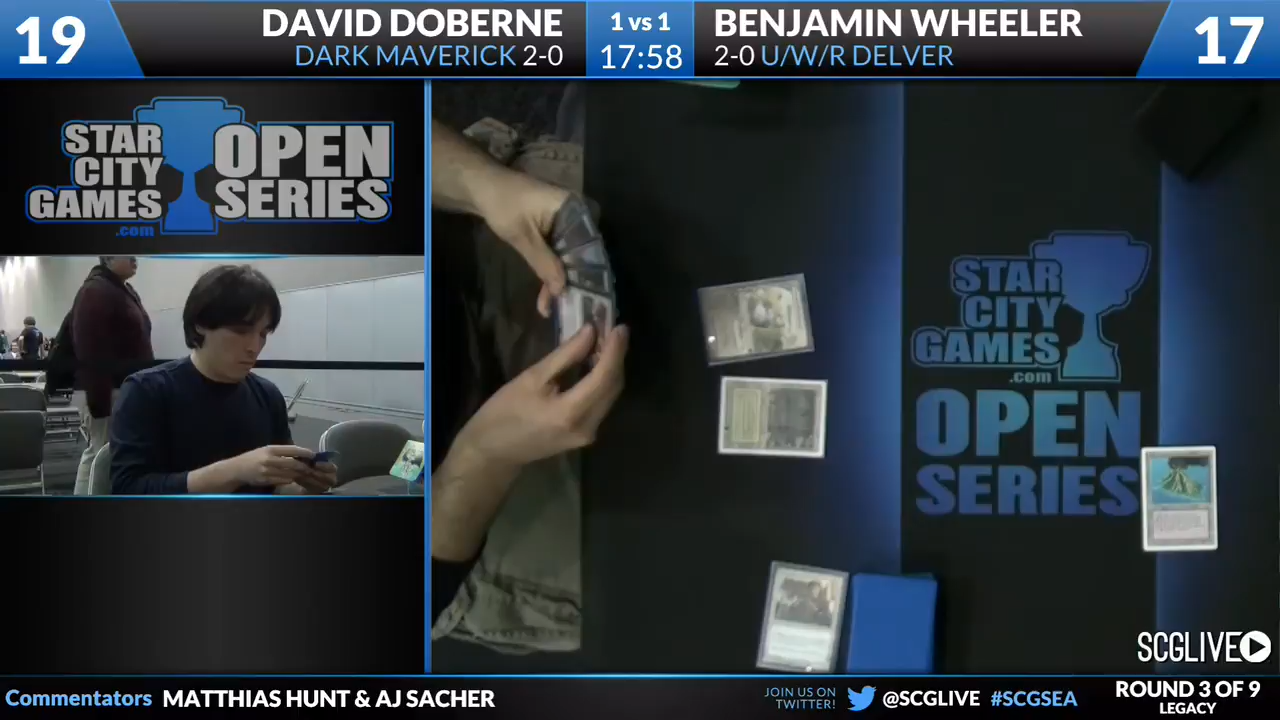 19
DAVID DOBERNE
DARK MAVERICK 2-0
1 vs 1
17:58
BENJAMIN WHEELER
2-0 U/W/R DELVER
17
STAR
CITY
GAMES
.com
OPEN
SERIES
STAR
CITY
GAMES
.com
OPEN
SERIES
SCGLIVE
Commentators MATTHIAS HUNT & AJ SACHER
JOIN US ON
TWITTER!
@SCGLIVE #SCGSEA
ROUND 3 OF 9
LEGACY